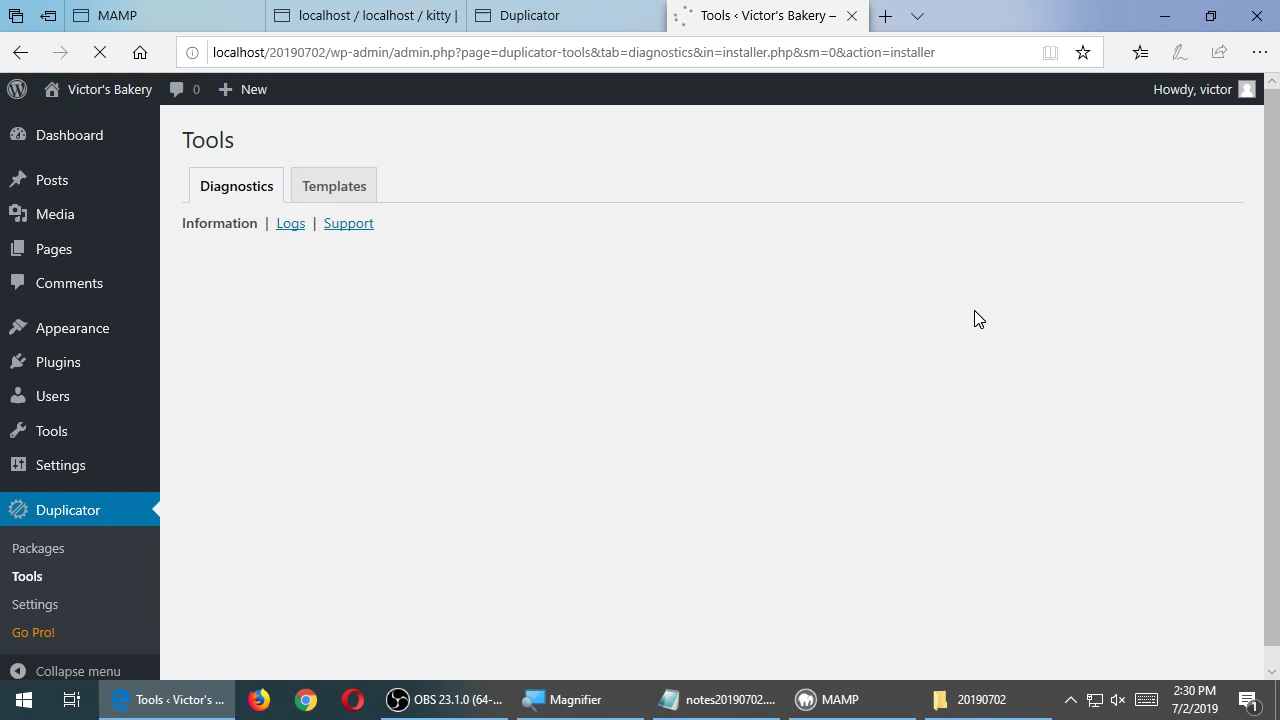 MAMP
localhost / localhost / kitty |
Duplicator
Tools ‹ Victor's Bakery –
localhost/20190702/wp-admin/admin.php?page=duplicator-tools&tab=diagnostics&in=installer.php&sm=0&action=installer
Victor's Bakery
0
New
Howdy, victor
Dashboard
Posts
Media
Pages
Comments
Appearance
Plugins
Users
Tools
Settings
Duplicator
Packages
Tools
Settings
Go Pro!
Collapse menu
Tools
Diagnostics
Templates
Information | Logs | Support
Tools ‹ Victor's ...
OBS 23.1.0 (64-...
Magnifier
notes20190702....
MAMP
20190702
2:30 PM
7/2/2019
1